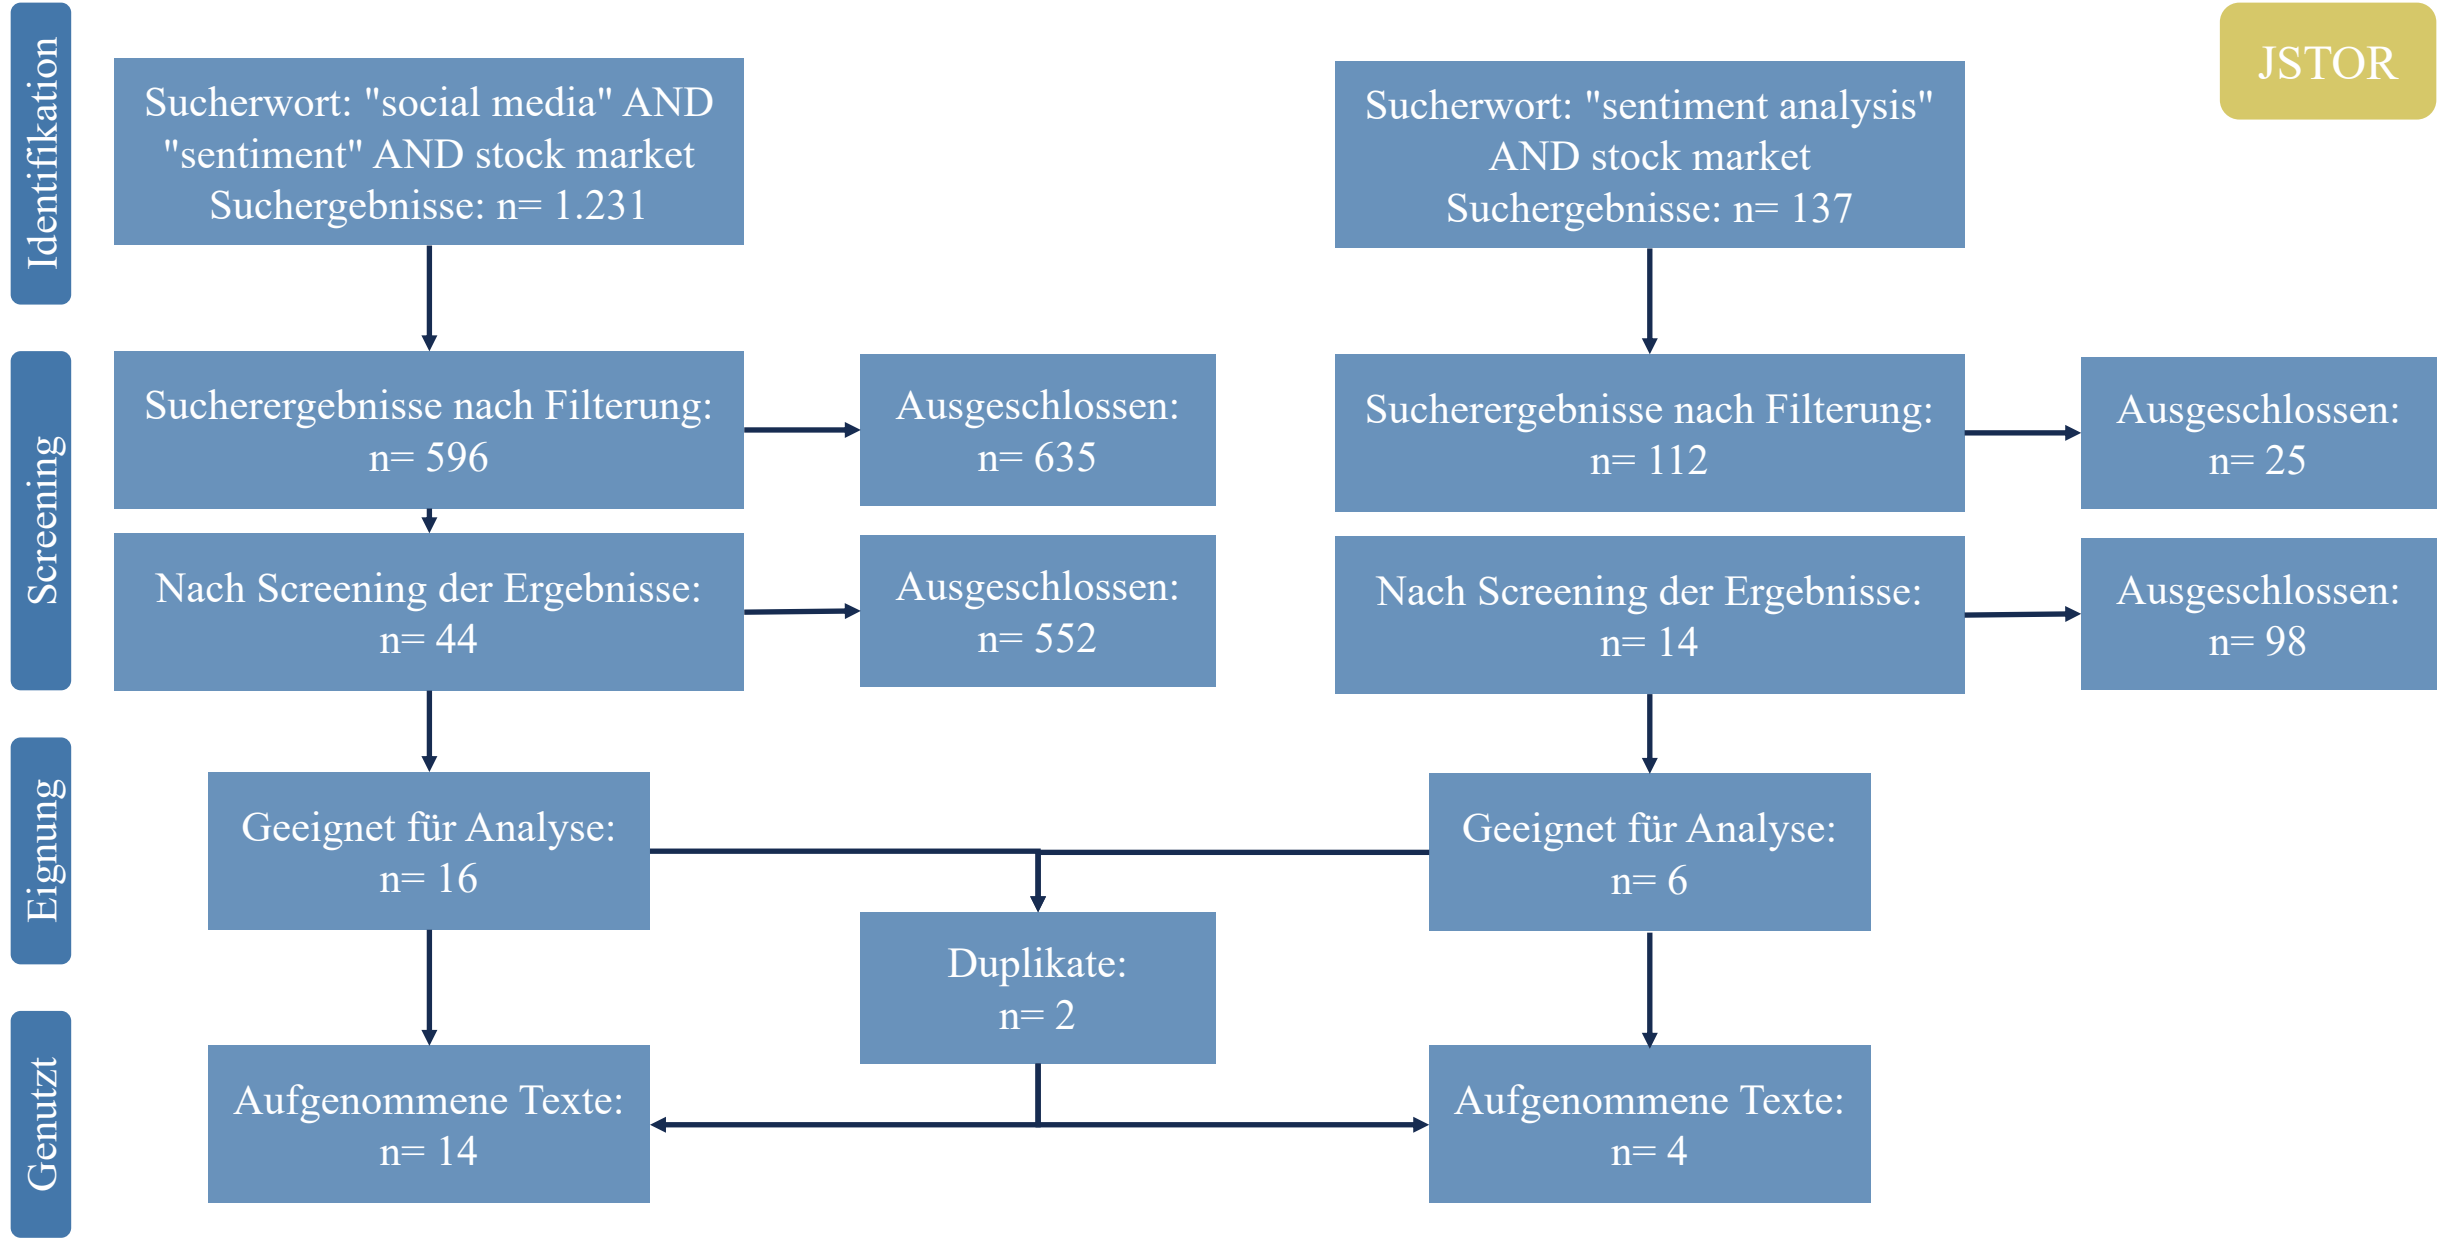 JSTOR
Identifikation
Sucherwort: "social media" AND
"sentiment" AND stock market
Suchergebnisse: n= 1.231
Sucherwort: "sentiment analysis"
AND stock market
Suchergebnisse: n= 137
Screening
Sucherergebnisse nach Filterung:
n= 596
Ausgeschlossen:
n= 635
Sucherergebnisse nach Filterung:
n= 112
Ausgeschlossen:
n= 25
Nach Screening der Ergebnisse:
n= 44
Ausgeschlossen:
n= 552
Nach Screening der Ergebnisse:
n= 14
Ausgeschlossen:
n= 98
Eignung
Geeignet für Analyse:
n= 16
Geeignet für Analyse:
n= 6
Duplikate:
n= 2
Genutzt
Aufgenommene Texte:
n= 14
Aufgenommene Texte:
n= 4